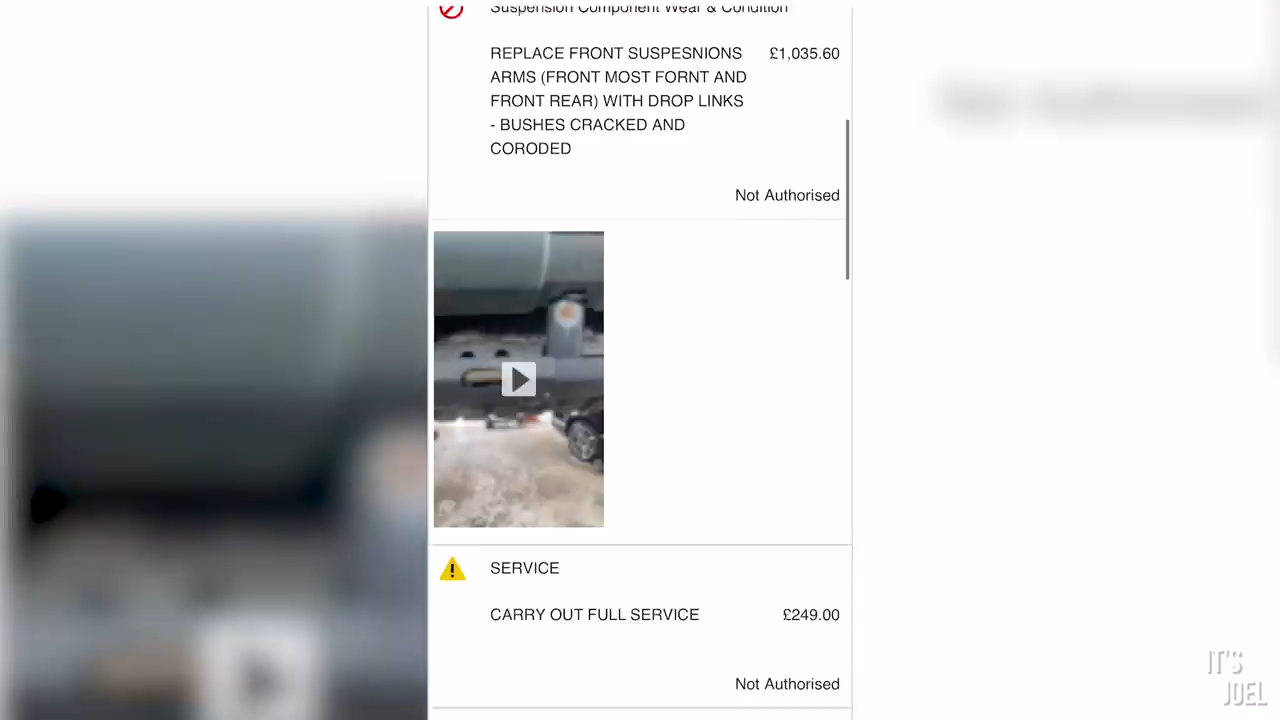 Suspension Component Wear & Condition
REPLACE FRONT SUSPESNIONS £1,035.60
ARMS (FRONT MOST FORNT AND
FRONT REAR) WITH DROP LINKS
- BUSHES CRACKED AND
CORODED
Not Authorised
SERVICE
CARRY OUT FULL SERVICE £249.00
Not Authorised
IT'S
JOEL